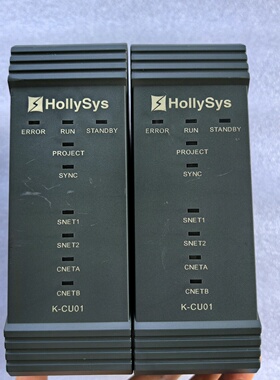 HollySys
ERROR RUN STANDBY
PROJECT
SYNC
SNET1
SNET2
CNETA
CNETB
K-CU01
HollySys
ERROR RUN STANDBY
PROJECT
SYNC
SNET1
SNET2
CNETA
CNETB
K-CU01